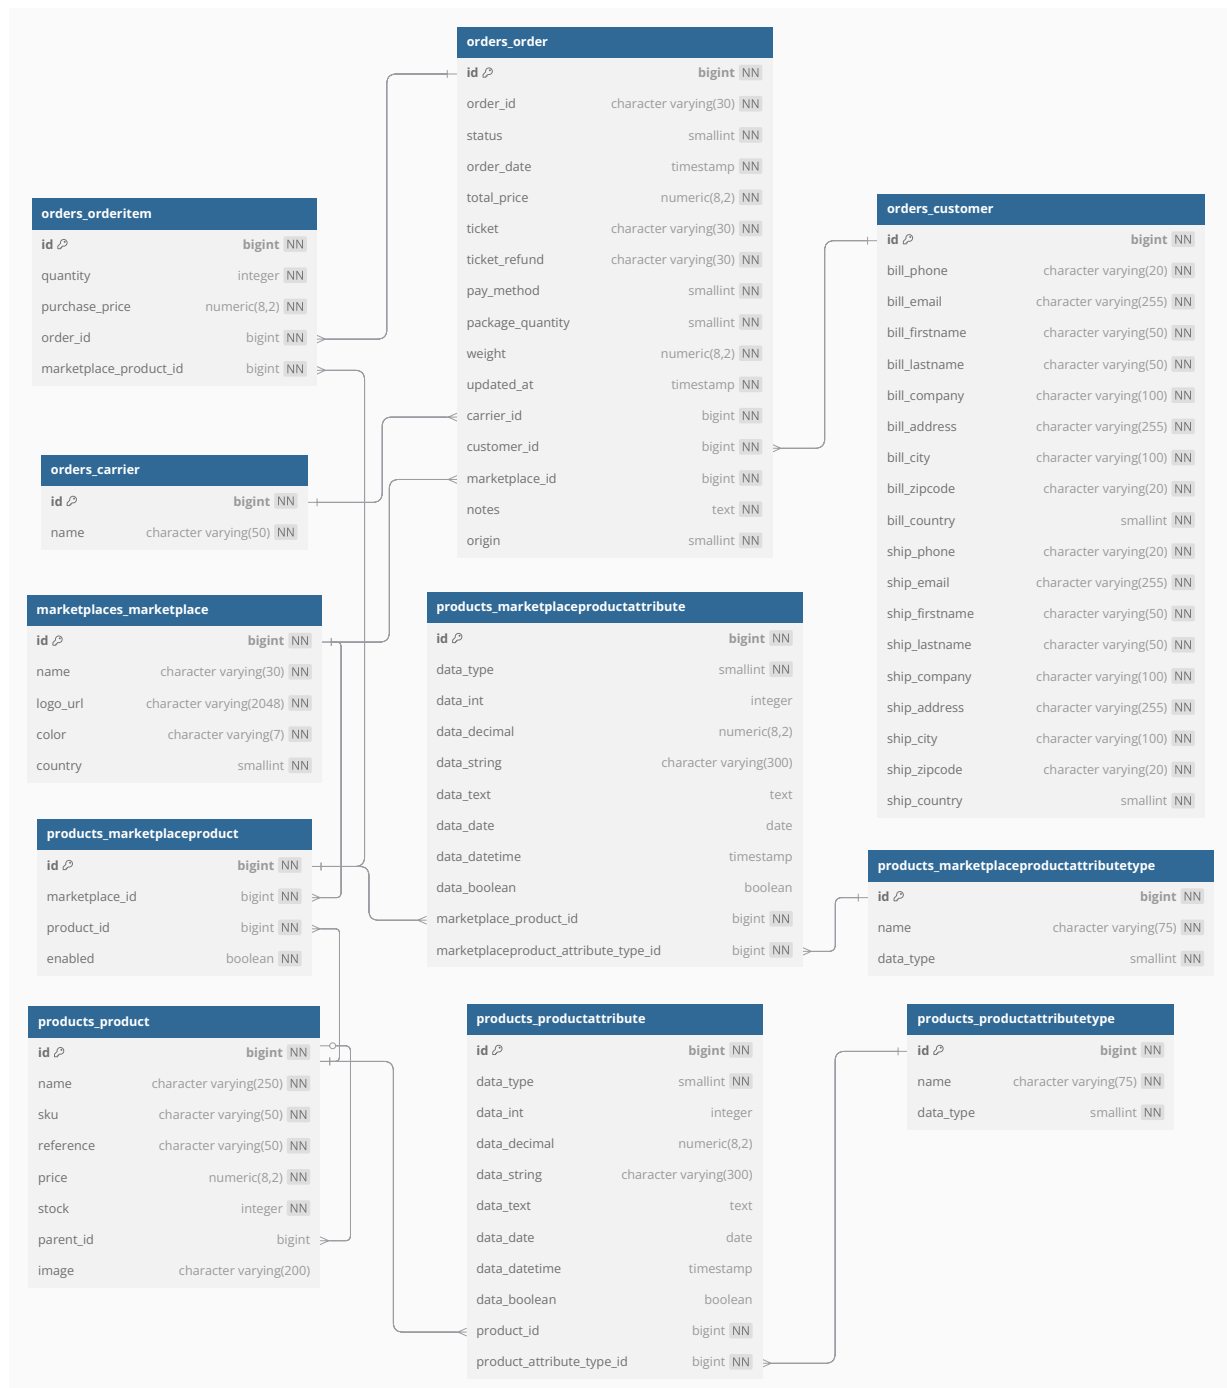 orders_order
id bigint NN
order_id character varying(30) NN
status smallint NN
order_date timestamp NN
total_price numeric(8,2) NN
ticket character varying(30) NN
ticket_refund character varying(30) NN
pay_method smallint NN
package_quantity smallint NN
weight numeric(8,2) NN
updated_at timestamp NN
carrier_id bigint NN
customer_id bigint NN
marketplace_id bigint NN
notes text NN
origin smallint NN
orders_orderitem
id bigint NN
quantity integer NN
purchase_price numeric(8,2) NN
order_id bigint NN
marketplace_product_id bigint NN
orders_customer
id bigint NN
bill_phone character varying(20) NN
bill_email character varying(255) NN
bill_firstname character varying(50) NN
bill_lastname character varying(50) NN
bill_company character varying(100) NN
bill_address character varying(255) NN
bill_city character varying(100) NN
bill_zipcode character varying(20) NN
bill_country smallint NN
ship_phone character varying(20) NN
ship_email character varying(255) NN
ship_firstname character varying(50) NN
ship_lastname character varying(50) NN
ship_company character varying(100) NN
ship_address character varying(255) NN
ship_city character varying(100) NN
ship_zipcode character varying(20) NN
ship_country smallint NN
orders_carrier
id bigint NN
name character varying(50) NN
marketplaces_marketplace
id bigint NN
name character varying(30) NN
logo_url character varying(2048) NN
color character varying(7) NN
country smallint NN
products_marketplaceproductattribute
id bigint NN
data_type smallint NN
data_int integer
data_decimal numeric(8,2)
data_string character varying(300)
data_text text
data_date date
data_datetime timestamp
data_boolean boolean
marketplace_product_id bigint NN
marketplaceproduct_attribute_type_id bigint NN
products_marketplaceproduct
id bigint NN
marketplace_id bigint NN
product_id bigint NN
enabled boolean NN
products_marketplaceproductattributetype
id bigint NN
name character varying(75) NN
data_type smallint NN
products_product
id bigint NN
name character varying(250) NN
sku character varying(50) NN
reference character varying(50) NN
price numeric(8,2) NN
stock integer NN
parent_id bigint
image character varying(200)
products_productattribute
id bigint NN
data_type smallint NN
data_int integer
data_decimal numeric(8,2)
data_string character varying(300)
data_text text
data_date date
data_datetime timestamp
data_boolean boolean
product_id bigint NN
product_attribute_type_id bigint NN
products_productattributetype
id bigint NN
name character varying(75) NN
data_type smallint NN